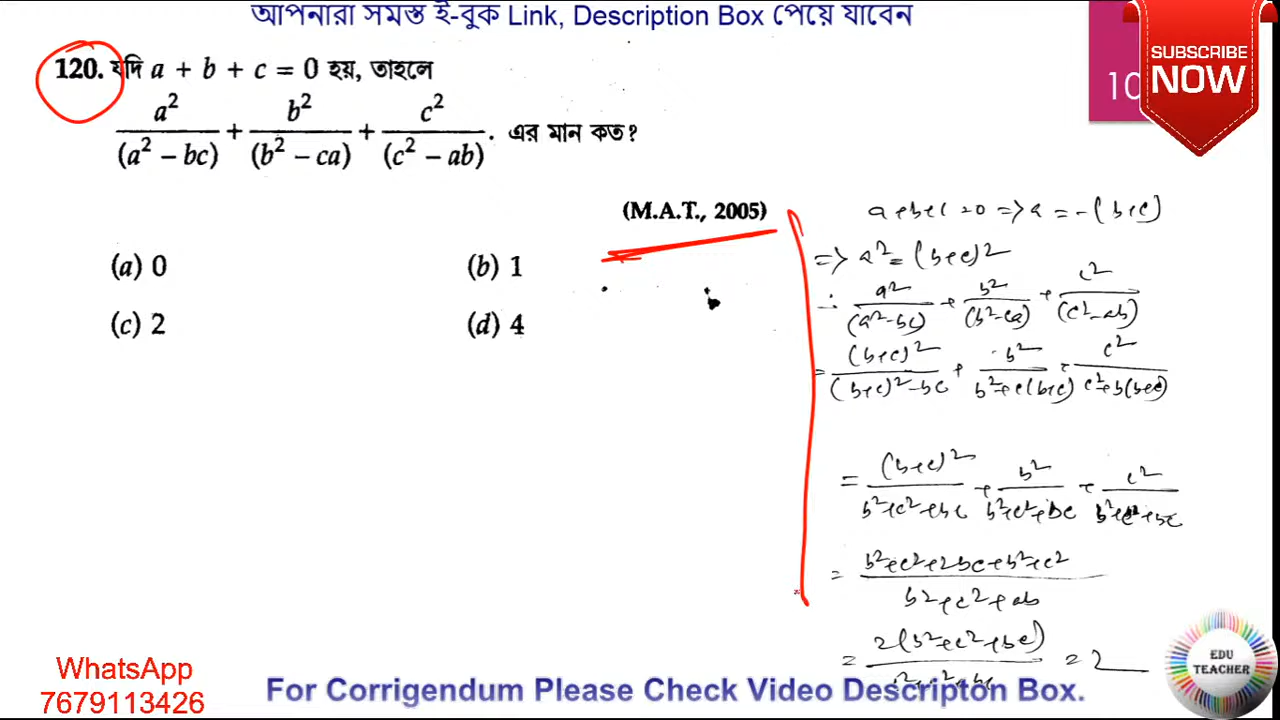 আপনারা সমস্ত ই-বুক Link, Description Box পেয়ে যাবেন
SUBSCRIBE
NOW
10
120. যদি a + b + c = 0 হয়, তাহলে
a²/(a² – bc) + b²/(b² – ca) + c²/(c² – ab). এর মান কত?
(M.A.T., 2005)
(a) 0 (b) 1
(c) 2 (d) 4
a+b+c=0 => a = -(b+c)
=> a² = (b+c)²
∴ a²/(a²-bc) + b²/(b²-ca) + c²/(c²-ab)
= (b+c)²/((b+c)²-bc) + b²/(b²+c(b+c)) + c²/(c²+b(b+c))
= (b+c)²/(b²+c²+bc) + b²/(b²+c²+bc) + c²/(b²+c²+bc)
= (b²+c²+2bc+b²+c²)/(b²+c²+ab)
= 2(b²+c²+bc)/ = 2
EDU
TEACHER
WhatsApp
7679113426
For Corrigendum Please Check Video Descripton Box.